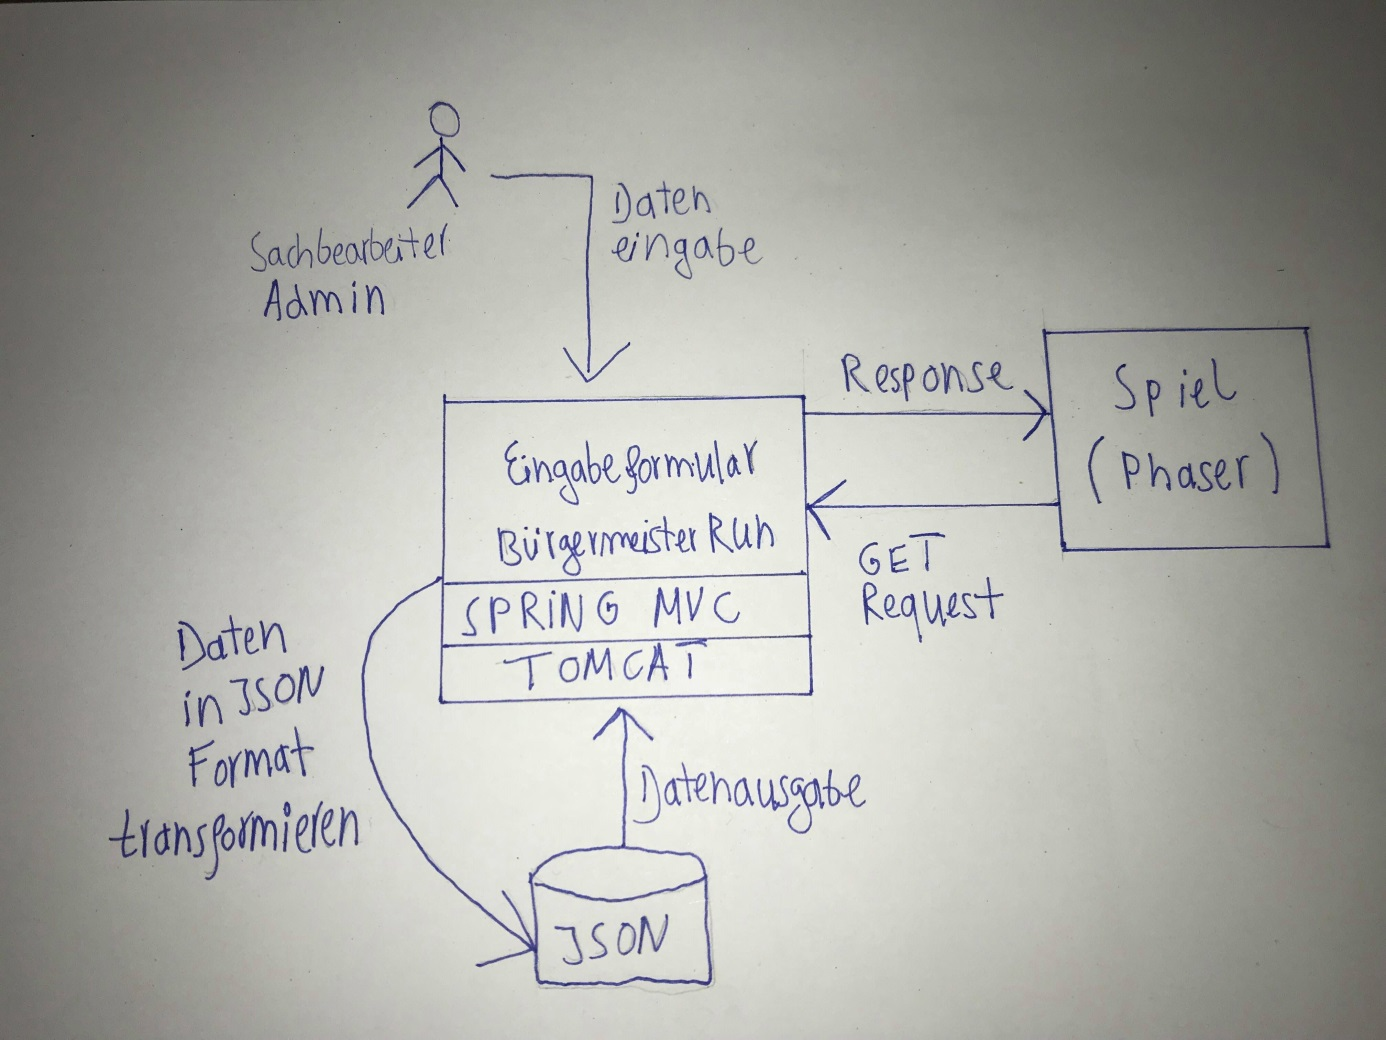 Daten
eingabe
Sachbearbeiter
Admin
Response
Spiel
(Phaser)
Eingabeformular
Bürgermeister Run
GET
Request
SPRiNG MVC
TOMCAT
Daten
in JSON
Format
transformieren
Datenausgabe
JSON